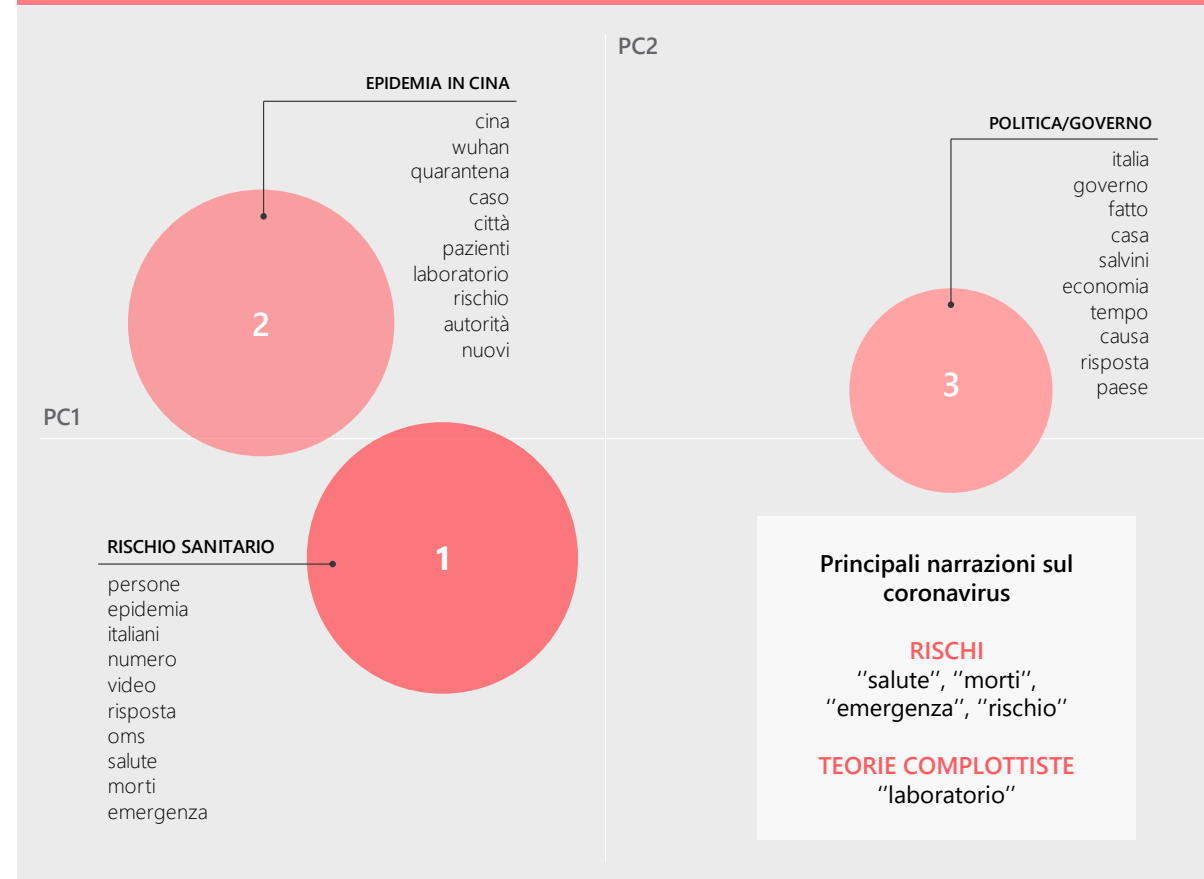 PC2
EPIDEMIA IN CINA
cina
wuhan
quarantena
caso
città
pazienti
laboratorio
rischio
autorità
nuovi
2
POLITICA/GOVERNO
italia
governo
fatto
casa
salvini
economia
tempo
causa
risposta
paese
3
PC1
RISCHIO SANITARIO
persone
epidemia
italiani
numero
video
risposta
oms
salute
morti
emergenza
1
Principali narrazioni sul
coronavirus
RISCHI
‘‘salute’’, ‘‘morti’’,
‘‘emergenza’’, ‘‘rischio’’
TEORIE COMPLOTTISTE
‘‘laboratorio’’